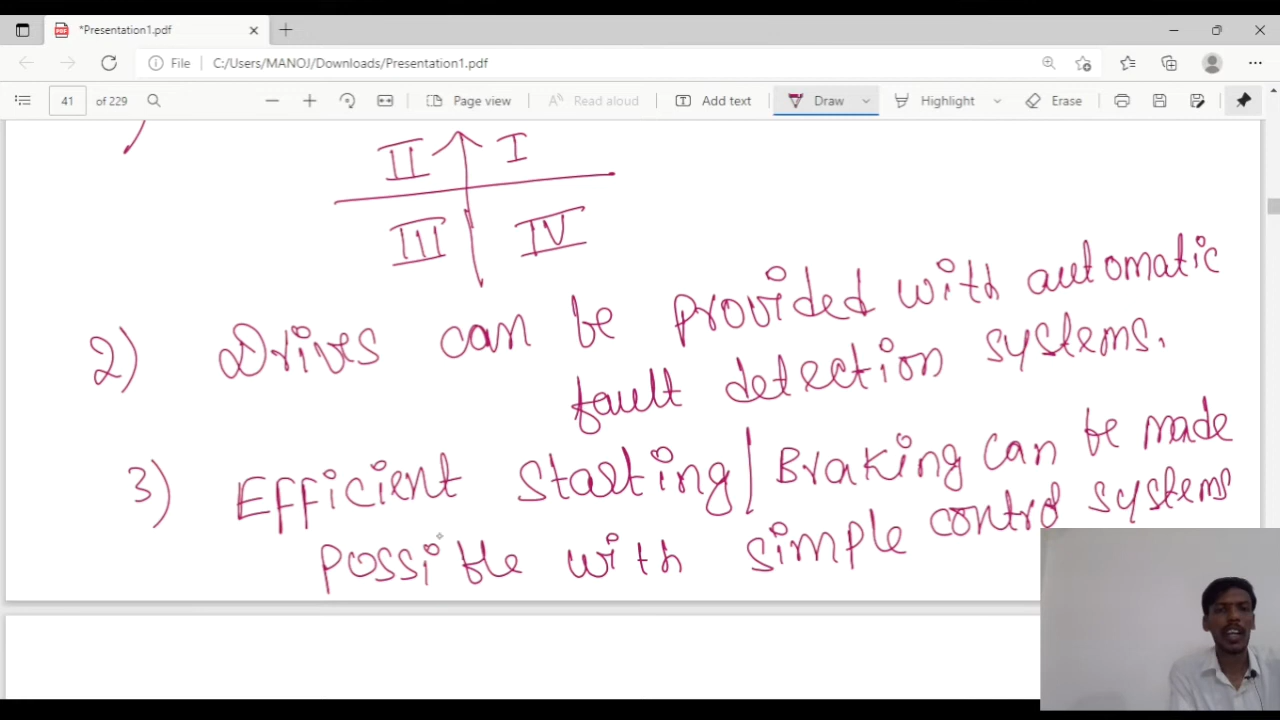 *Presentation1.pdf
File C:/Users/MANOJ/Downloads/Presentation1.pdf
41 of 229 Page view Read aloud Add text Draw Highlight Erase
II I
III IV
2) Drives can be provided with automatic
fault detection systems.
3) Efficient starting/Braking can be made
possible with simple control systems